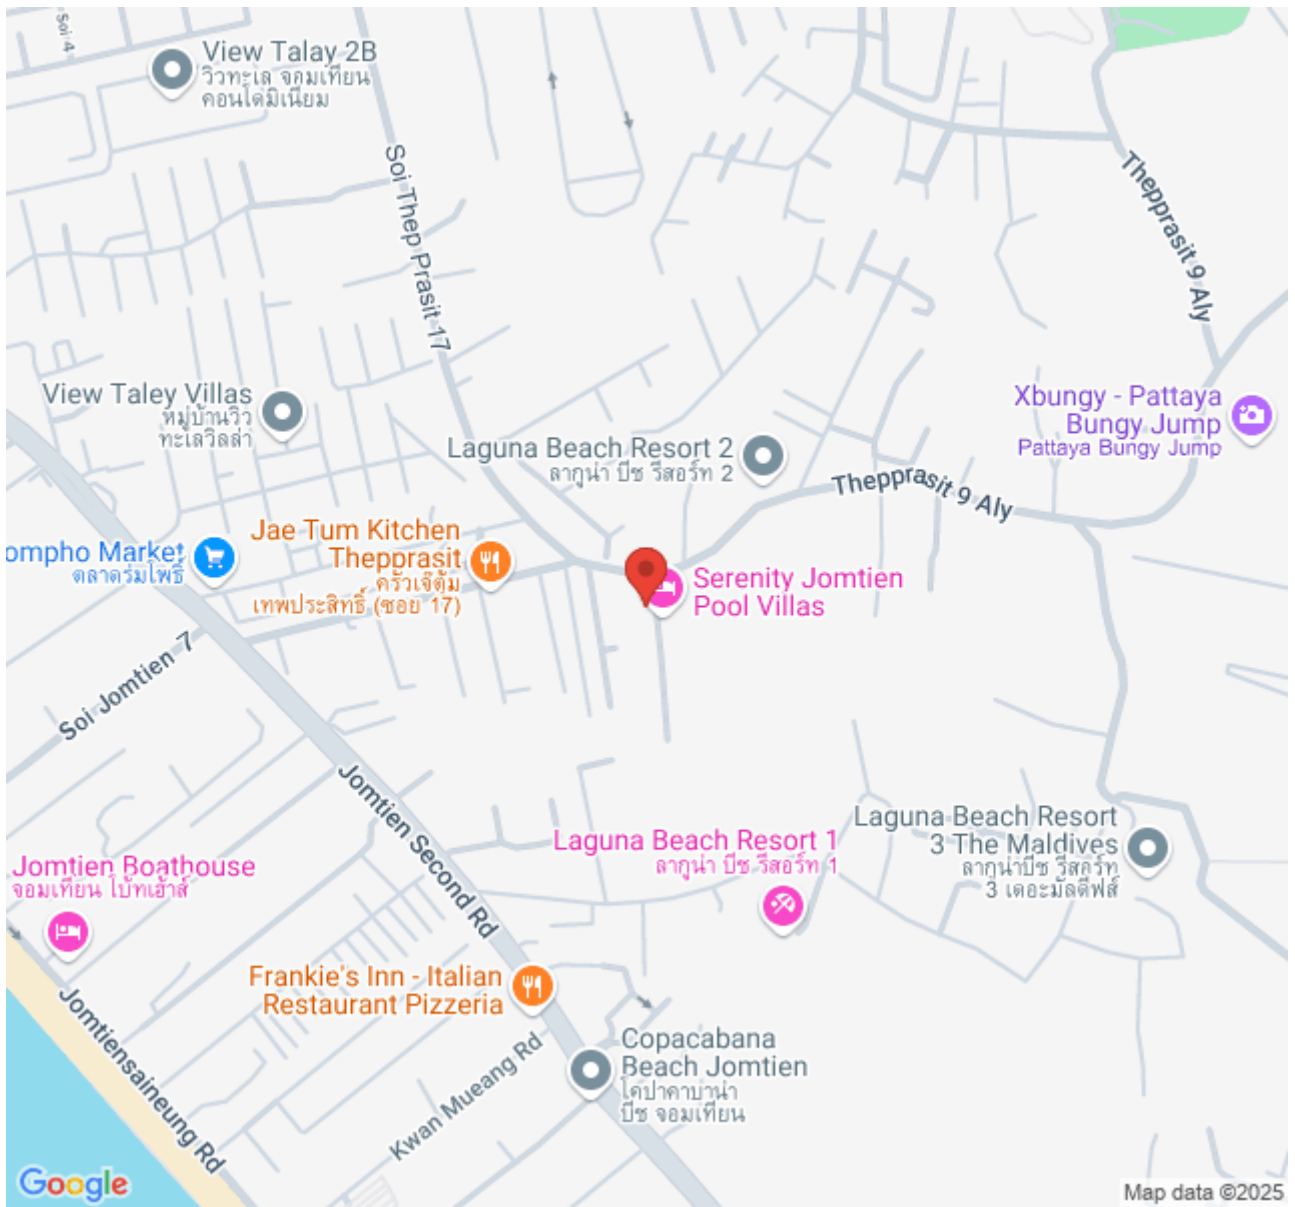 Soi 4
View Talay 2B
วิวทะเล จอมเทียน
คอนโดมิเนียม
Soi Thep Prasit 17
Thepprasit 9 Aly
View Taley Villas
หมู่บ้านวิว
ทะเลวิลล่า
Xbungy - Pattaya
Bungy Jump
Pattaya Bungy Jump
Laguna Beach Resort 2
ลากูน่า บีช รีสอร์ท 2
Thepprasit 9 Aly
Jae Tum Kitchen
Thepprasit
ครัวเจ๊ตุ้ม
เทพประสิทธิ์ (ซอย 17)
ompho Market
ตลาดร่มโพธิ์
Serenity Jomtien
Pool Villas
Soi Jomtien 7
Jomtien Second Rd
Laguna Beach Resort
3 The Maldives
ลากูน่าบีช รีสอร์ท
3 เดอะมัลดีฟส์
Laguna Beach Resort 1
ลากูน่า บีช รีสอร์ท 1
Jomtien Boathouse
จอมเทียน โบ๊ทเฮ้าส์
Frankie's Inn - Italian
Restaurant Pizzeria
Jomtiensaineung Rd
Kwan Mueang Rd
Copacabana
Beach Jomtien
โคปาคาบาน่า
บีช จอมเทียน
Google
Map data ©2025